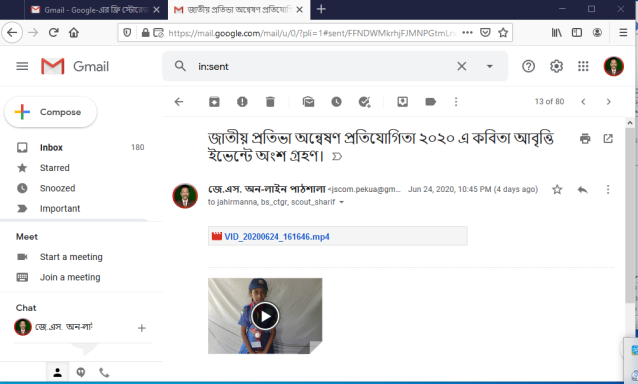 Gmail - Google-এর ফ্রি স্টোরেজ
জাতীয় প্রতিভা অন্বেষণ প্রতিযোগি
https://mail.google.com/mail/u/0/?pli=1#sent/
Gmail
in:sent
Compose
13 of 80
Inbox 180
Starred
Snoozed
Important
জাতীয় প্রতিভা অন্বেষণ প্রতিযোগিতা ২০২০ এ কবিতা আবৃত্তি
ইভেন্টে অংশ গ্রহণ।
জে.এস. অন-লাইন পাঠশালা <jscom.pekua@gm... Jun 24, 2020, 10:45 PM (4 days ago)
to jahirmanna, bs_ctgr, scout_sharif
Meet
Start a meeting
Join a meeting
VID_20200624_161646.mp4
Chat
জে.এস. অন-লাই